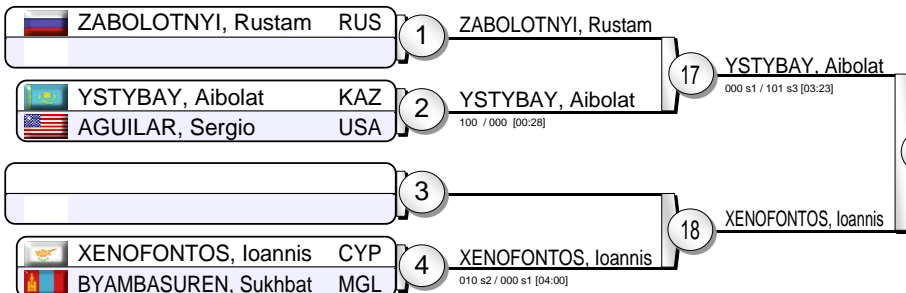 ZABOLOTNYI, Rustam RUS
1
ZABOLOTNYI, Rustam
17
YSTYBAY, Aibolat
000 s1 / 101 s3 [03:23]
YSTYBAY, Aibolat KAZ
AGUILAR, Sergio USA
2
YSTYBAY, Aibolat
100 / 000 [00:28]
3
18
XENOFONTOS, Ioannis
XENOFONTOS, Ioannis CYP
BYAMBASUREN, Sukhbat MGL
4
XENOFONTOS, Ioannis
010 s2 / 000 s1 [04:00]